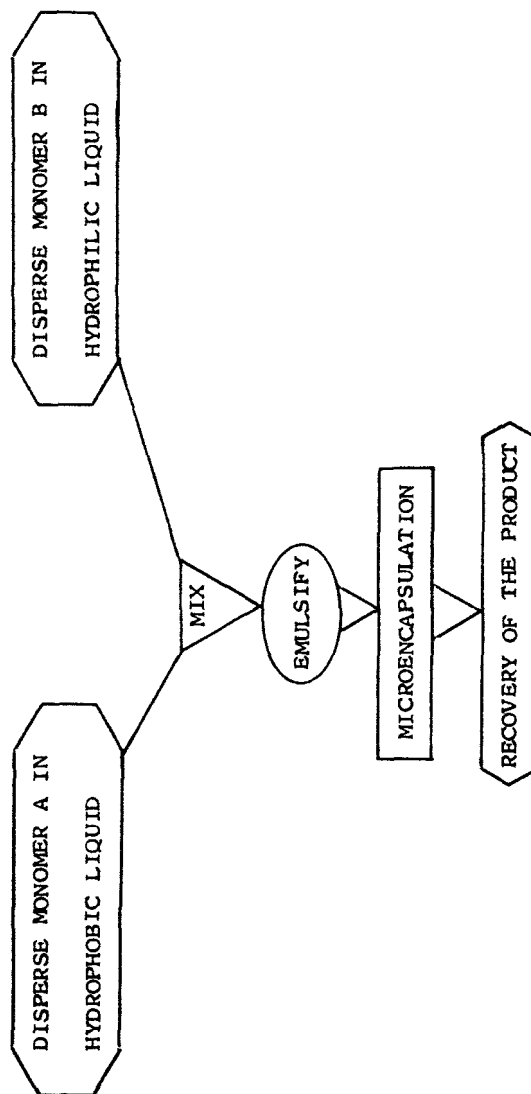 DISPERSE MONOMER A IN
HYDROPHOBIC LIQUID
DISPERSE MONOMER B IN
HYDROPHILIC LIQUID
MIX
EMULSIFY
MICROENCAPSULATION
RECOVERY OF THE PRODUCT